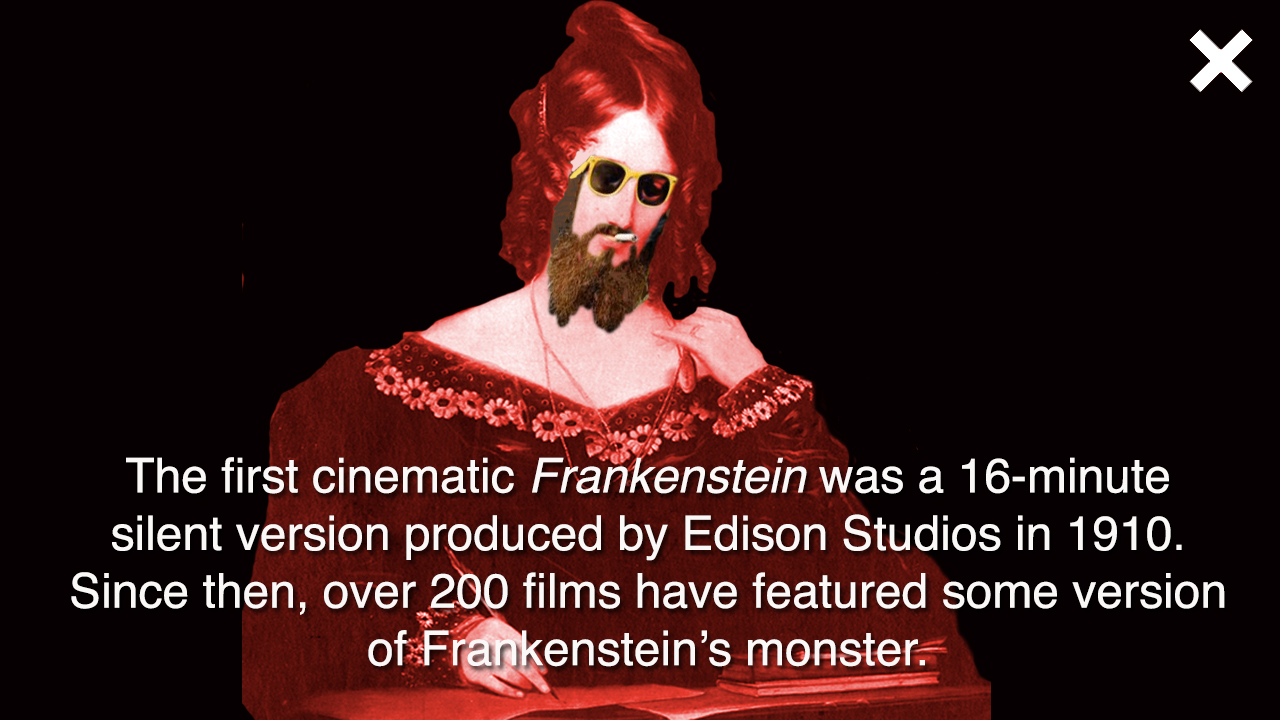 The first cinematic Frankenstein was a 16-minute
silent version produced by Edison Studios in 1910.
Since then, over 200 films have featured some version
of Frankenstein’s monster.